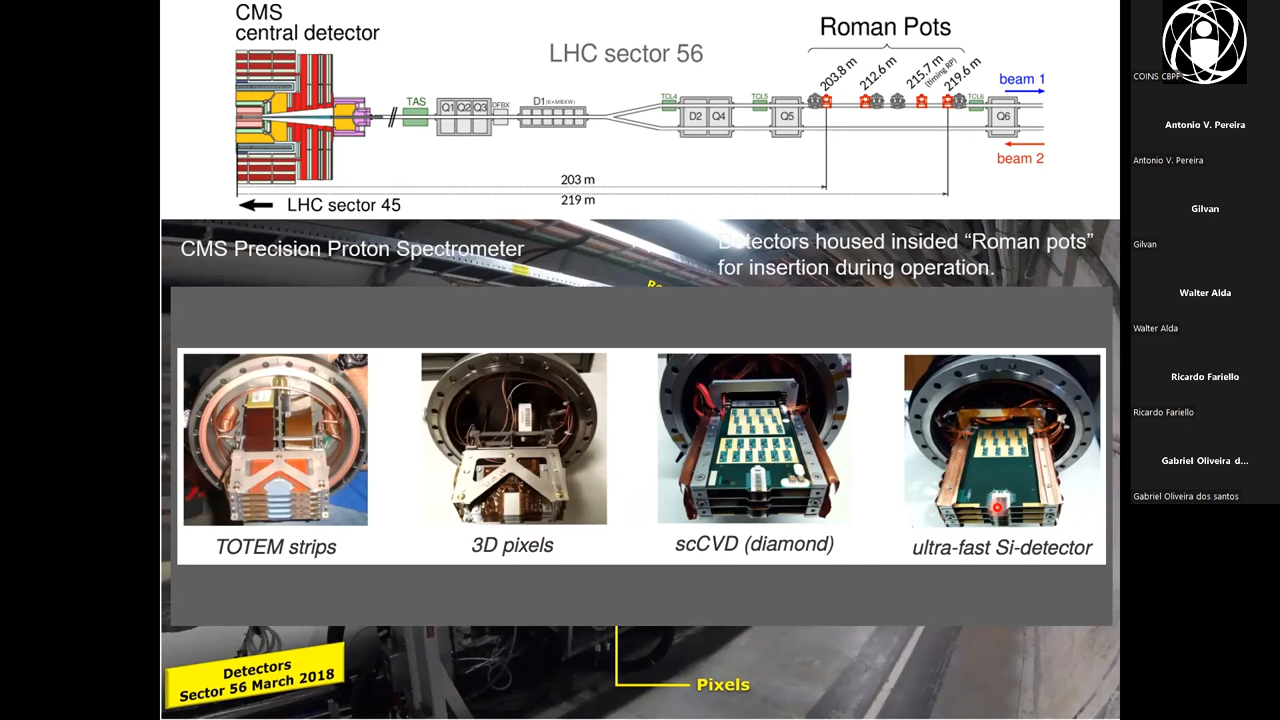 CMS
central detector
LHC sector 56
Roman Pots
203.8 m
212.6 m
215.7 m
(timing RP)
219.6 m
beam 1
TAS
Q1 Q2 Q3
DFBX
D1 (6 x MBXW)
TCL4
D2 Q4
TCL5
Q5
TCL6
Q6
beam 2
203 m
219 m
LHC sector 45
CMS Precision Proton Spectrometer
Detectors housed insided “Roman pots”
for insertion during operation.
TOTEM strips
3D pixels
scCVD (diamond)
ultra-fast Si-detector
Detectors
Sector 56 March 2018
Pixels
COINS CBPF
Antonio V. Pereira
Antonio V. Pereira
Gilvan
Gilvan
Walter Alda
Walter Alda
Ricardo Fariello
Ricardo Fariello
Gabriel Oliveira d...
Gabriel Oliveira dos santos